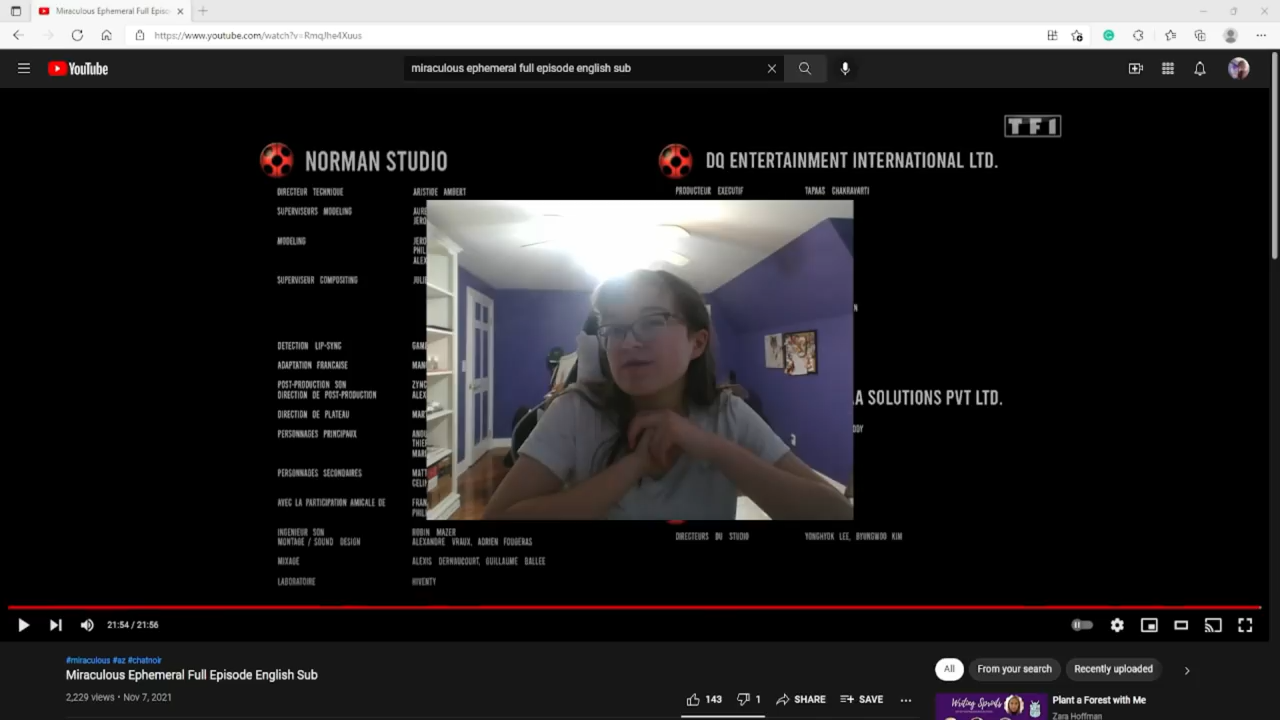 Miraculous Ephemeral Full Episo
https://www.youtube.com/watch?v=RmqJhe4Xuus
YouTube
miraculous ephemeral full episode english sub
TF1
NORMAN STUDIO
DIRECTEUR TECHNIQUE ARISTIDE AMBERT
SUPERVISEURS MODELING
MODELING
SUPERVISEUR COMPOSITING
DETECTION LIP-SYNC
ADAPTATION FRANCAISE
POST-PRODUCTION SON
DIRECTION DE POST-PRODUCTION
DIRECTION DE PLATEAU
PERSONNAGES PRINCIPAUX
PERSONNAGES SECONDAIRES
AVEC LA PARTICIPATION AMICALE DE
INGENIEUR SON ROBIN MAZER
MONTAGE / SOUND DESIGN ALEXANDRE VRAUX, ADRIEN FOUGERAS
MIXAGE ALEXIS DERNAUCOURT, GUILLAUME DALLEE
LABORATOIRE HIVENTY
DQ ENTERTAINMENT INTERNATIONAL LTD.
PRODUCTEUR EXECUTIF TAPAAS CHAKRAVARTI
A SOLUTIONS PVT LTD.
DIRECTEURS DU STUDIO YONGHYOK LEE, BYUNGWOO KIM
21:54 / 21:56
#miraculous #az #chatnoir
Miraculous Ephemeral Full Episode English Sub
2,229 views • Nov 7, 2021
143
1
SHARE
SAVE
All
From your search
Recently uploaded
Writing Sprints
Plant a Forest with Me
Zara Hoffman